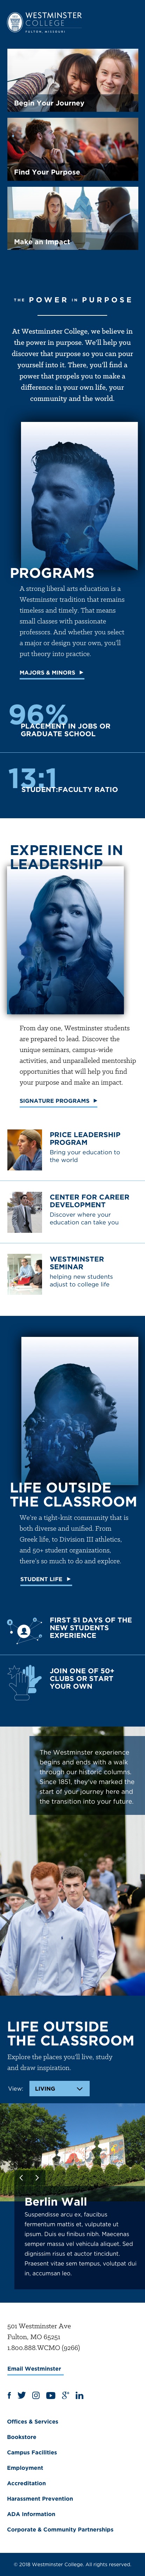 WESTMINSTER
COLLEGE
FULTON, MISSOURI
Begin Your Journey
Find Your Purpose
Make an Impact
THE POWER IN PURPOSE
At Westminster College, we believe in
the power in purpose. We'll help you
discover that purpose so you can pour
yourself into it. There, you'll find a
power that propels you to make a
difference in your own life, your
community and the world.
PROGRAMS
A strong liberal arts education is a
Westminster tradition that remains
timeless and timely. That means
small classes with passionate
professors. And whether you select
a major or design your own, you'll
put theory into practice.
MAJORS & MINORS
96%
PLACEMENT IN JOBS OR
GRADUATE SCHOOL
13:1
STUDENT:FACULTY RATIO
EXPERIENCE IN
LEADERSHIP
From day one, Westminster students
are prepared to lead. Discover the
unique seminars, campus-wide
activities, and unparalleled mentorship
opportunities that will help you find
your purpose and make an impact.
SIGNATURE PROGRAMS
PRICE LEADERSHIP
PROGRAM
Bring your education to
the world
CENTER FOR CAREER
DEVELOPMENT
Discover where your
education can take you
WESTMINSTER
SEMINAR
helping new students
adjust to college life
LIFE OUTSIDE
THE CLASSROOM
We're a tight-knit community that is
both diverse and unified. From
Greek life, to Division III athletics,
and 50+ student organizations,
there's so much to do and explore.
STUDENT LIFE
FIRST 51 DAYS OF THE
NEW STUDENTS
EXPERIENCE
JOIN ONE OF 50+
CLUBS OR START
YOUR OWN
The Westminster experience
begins and ends with a walk
through our historic columns.
Since 1851, they've marked the
start of your journey here and
the transition into your future.
LIFE OUTSIDE
THE CLASSROOM
Explore the places you'll live, study
and draw inspiration.
View: LIVING
Berlin Wall
Suspendisse arcu ex, faucibus
fermentum mattis et, vulputate ut
ipsum. Duis eu finibus nibh. Maecenas
semper massa vel vehicula aliquet. Sed
dignissim risus et auctor tincidunt.
Praesent vitae sem tempus, volutpat dui
in, accumsan leo.
501 Westminster Ave
Fulton, MO 65251
1.800.888.WCMO (9266)
Email Westminster
Offices & Services
Bookstore
Campus Facilities
Employment
Accreditation
Harassment Prevention
ADA Information
Corporate & Community Partnerships
© 2018 Westminster College. All rights reserved.